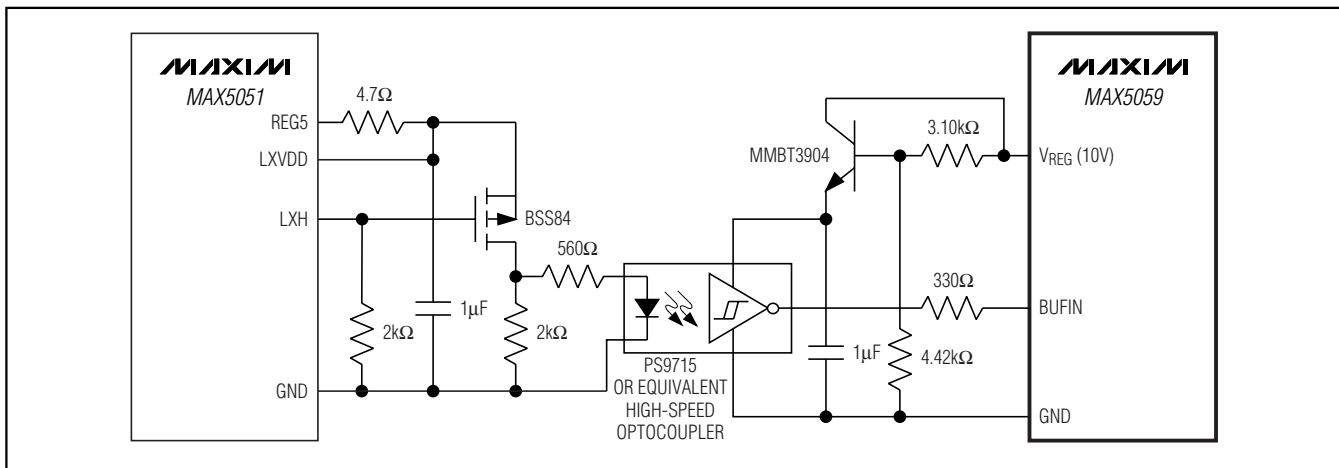 MAXIM
MAX5051
REG5
LXVDD
LXH
GND
4.7Ω
BSS84
560Ω
2kΩ
1µF
2kΩ
PS9715
OR EQUIVALENT
HIGH-SPEED
OPTOCOUPLER
MMBT3904
3.10kΩ
330Ω
1µF
4.42kΩ
MAXIM
MAX5059
VREG (10V)
BUFIN
GND